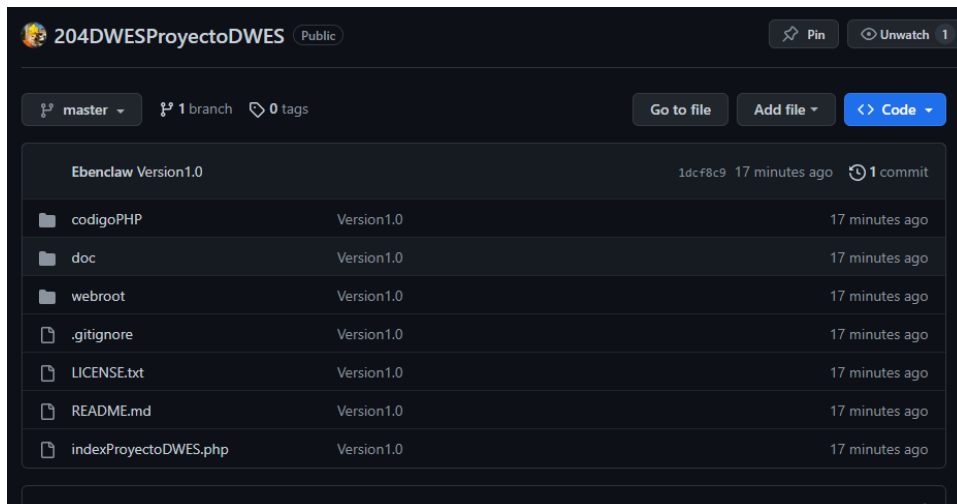 204DWESProyectoDWES Public Pin Unwatch 1
master 1 branch 0 tags Go to file Add file Code
Ebenclaw Version1.0 1dcf8c9 17 minutes ago 1 commit
codigoPHP Version1.0 17 minutes ago
doc Version1.0 17 minutes ago
webroot Version1.0 17 minutes ago
.gitignore Version1.0 17 minutes ago
LICENSE.txt Version1.0 17 minutes ago
README.md Version1.0 17 minutes ago
indexProyectoDWES.php Version1.0 17 minutes ago